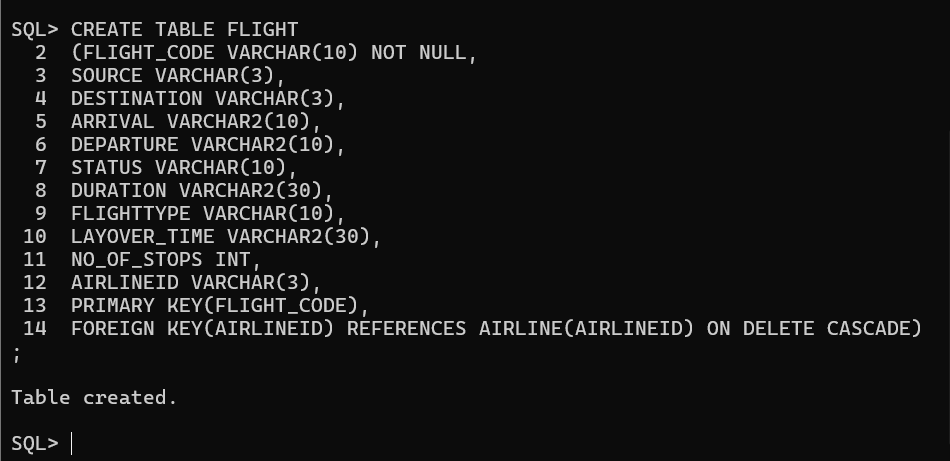 SQL> CREATE TABLE FLIGHT
2 (FLIGHT_CODE VARCHAR(10) NOT NULL,
3 SOURCE VARCHAR(3),
4 DESTINATION VARCHAR(3),
5 ARRIVAL VARCHAR2(10),
6 DEPARTURE VARCHAR2(10),
7 STATUS VARCHAR(10),
8 DURATION VARCHAR2(30),
9 FLIGHTTYPE VARCHAR(10),
10 LAYOVER_TIME VARCHAR2(30),
11 NO_OF_STOPS INT,
12 AIRLINEID VARCHAR(3),
13 PRIMARY KEY(FLIGHT_CODE),
14 FOREIGN KEY(AIRLINEID) REFERENCES AIRLINE(AIRLINEID) ON DELETE CASCADE)
;
Table created.
SQL>